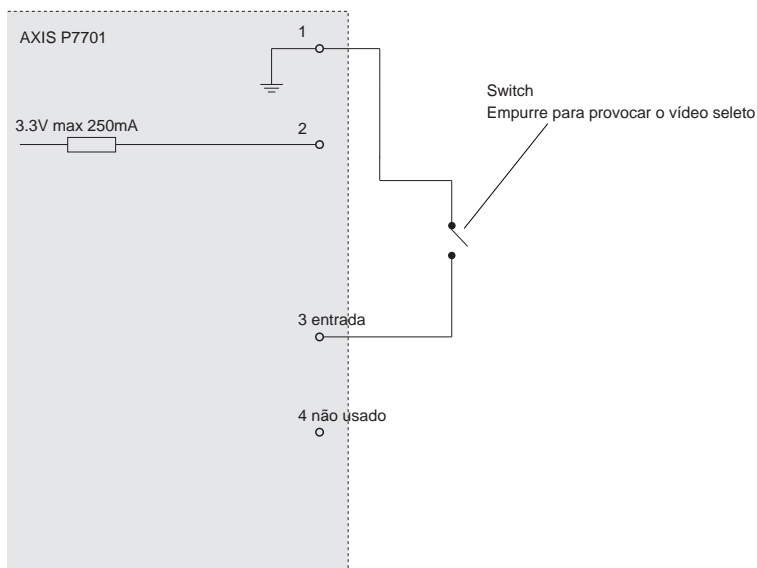 AXIS P7701
1
3.3V max 250mA
2
Switch
Empurre para provocar o vídeo seleto
3 entrada
4 não usado